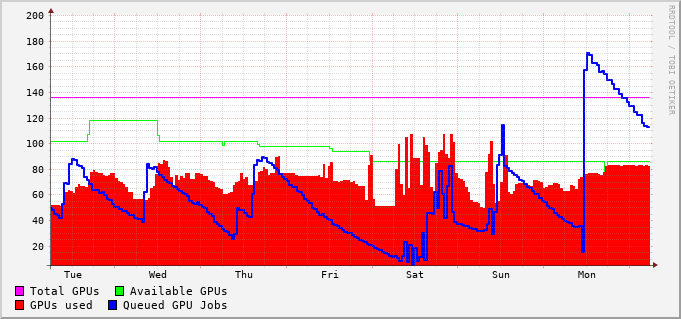 200
180
160
140
120
100
80
60
40
20
Tue Wed Thu Fri Sat Sun Mon
Total GPUs Available GPUs
GPUs used Queued GPU Jobs
RRDTOOL / TOBI OETIKER